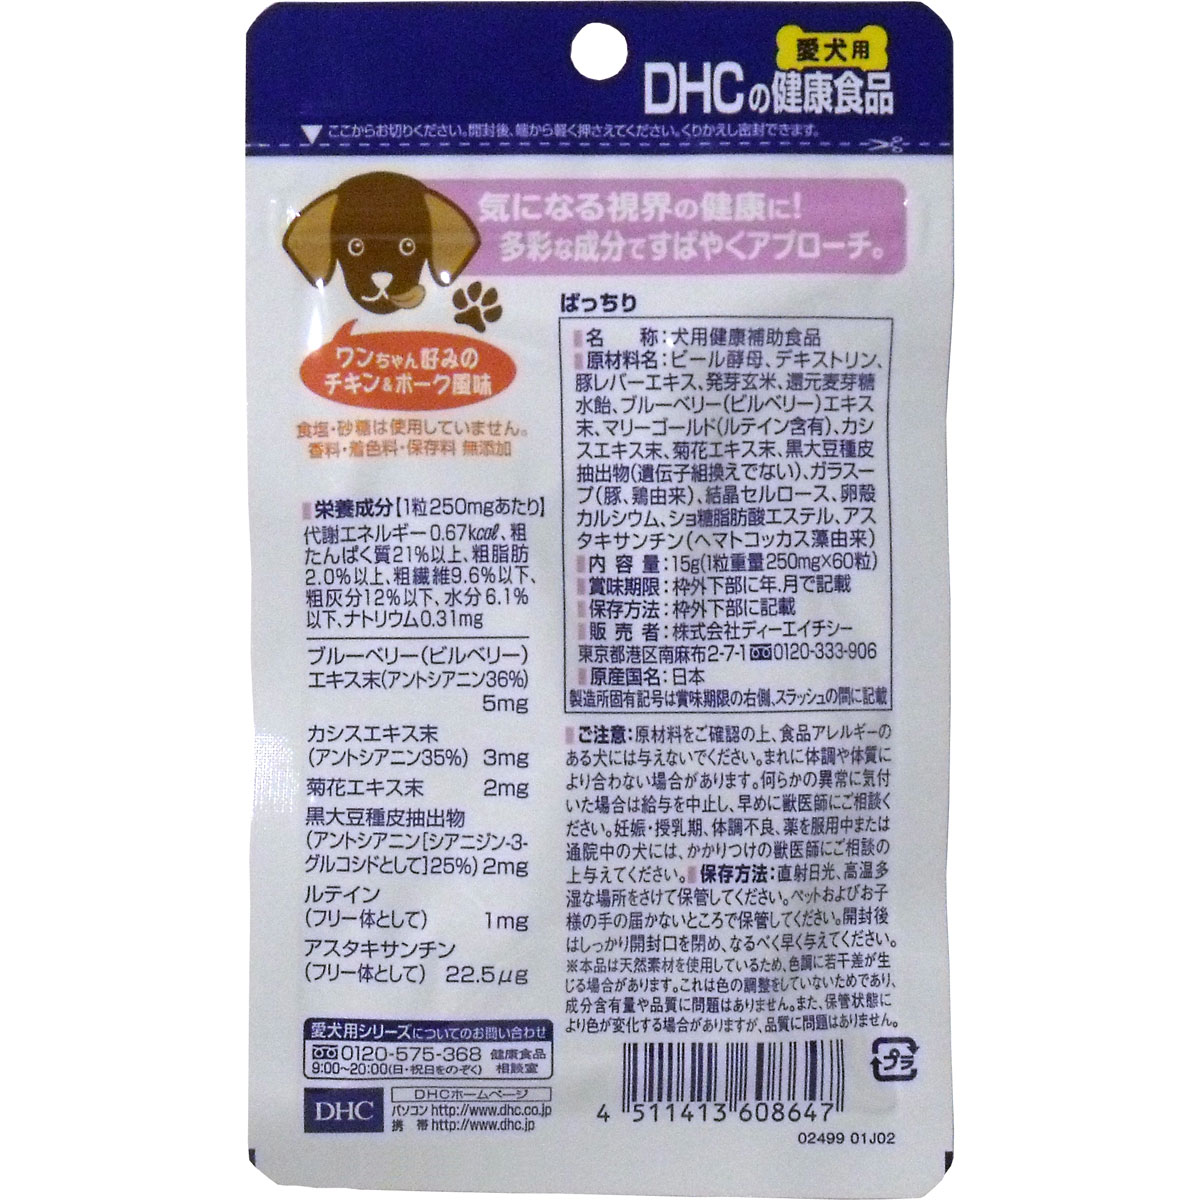 愛犬用
DHCの健康食品
▼ここからお切りください。開封後、端から軽く押さえてください。くりかえし密封できます。
気になる視界の健康に!
多彩な成分ですばやくアプローチ。
ワンちゃん好みの
チキン&ポーク風味
食塩・砂糖は使用していません。
香料・着色料・保存料 無添加
栄養成分【1粒250mgあたり】
代謝エネルギー0.67kcal、粗
たんぱく質21%以上、粗脂肪
2.0%以上、粗繊維9.6%以下、
粗灰分12%以下、水分6.1%
以下、ナトリウム0.31mg
ブルーベリー(ビルベリー)
エキス末(アントシアニン36%)
5mg
カシスエキス末
(アントシアニン35%) 3mg
菊花エキス末 2mg
黒大豆種皮抽出物
(アントシアニン[シアニジン-3-
グルコシドとして]25%) 2mg
ルテイン
(フリー体として) 1mg
アスタキサンチン
(フリー体として) 22.5μg
ぱっちり
名 称:犬用健康補助食品
原材料名:ビール酵母、デキストリン、
豚レバーエキス、発芽玄米、還元麦芽糖
水飴、ブルーベリー(ビルベリー)エキス
末、マリーゴールド(ルテイン含有)、カシ
スエキス末、菊花エキス末、黒大豆種皮
抽出物(遺伝子組換えでない)、ガラスー
プ(豚、鶏由来)、結晶セルロース、卵殻
カルシウム、ショ糖脂肪酸エステル、アス
タキサンチン(ヘマトコッカス藻由来)
内容量:15g(1粒重量250mg×60粒)
賞味期限:枠外下部に年.月で記載
保存方法:枠外下部に記載
販売者:株式会社ディーエイチシー
東京都港区南麻布2-7-1 0120-333-906
原産国名:日本
製造所固有記号は賞味期限の右側、スラッシュの間に記載
ご注意:原材料をご確認の上、食品アレルギーの
ある犬には与えないでください。まれに体調や体質に
より合わない場合があります。何らかの異常に気付
いた場合は給与を中止し、早めに獣医師にご相談く
ださい。妊娠・授乳期、体調不良、薬を服用中または
通院中の犬には、かかりつけの獣医師にご相談の
上与えてください。 保存方法:直射日光、高温多
湿な場所をさけて保管してください。ペットおよびお子
様の手の届かないところで保管してください。開封後
はしっかり開封口を閉め、なるべく早く与えてください。
※本品は天然素材を使用しているため、色調に若干差が生
じる場合があります。これは色の調整をしていないためであり、
成分含有量や品質に問題はありません。また、保管状態に
より色が変化する場合がありますが、品質に問題はありません。
愛犬用シリーズについてのお問い合わせ
0120-575-368 健康食品
9:00~20:00(日・祝日をのぞく) 相談室
DHC
DHCホームページ
パソコン http://www.dhc.co.jp
携帯 http://www.dhc.jp
プラ
4 511413 608647
02499 01J02